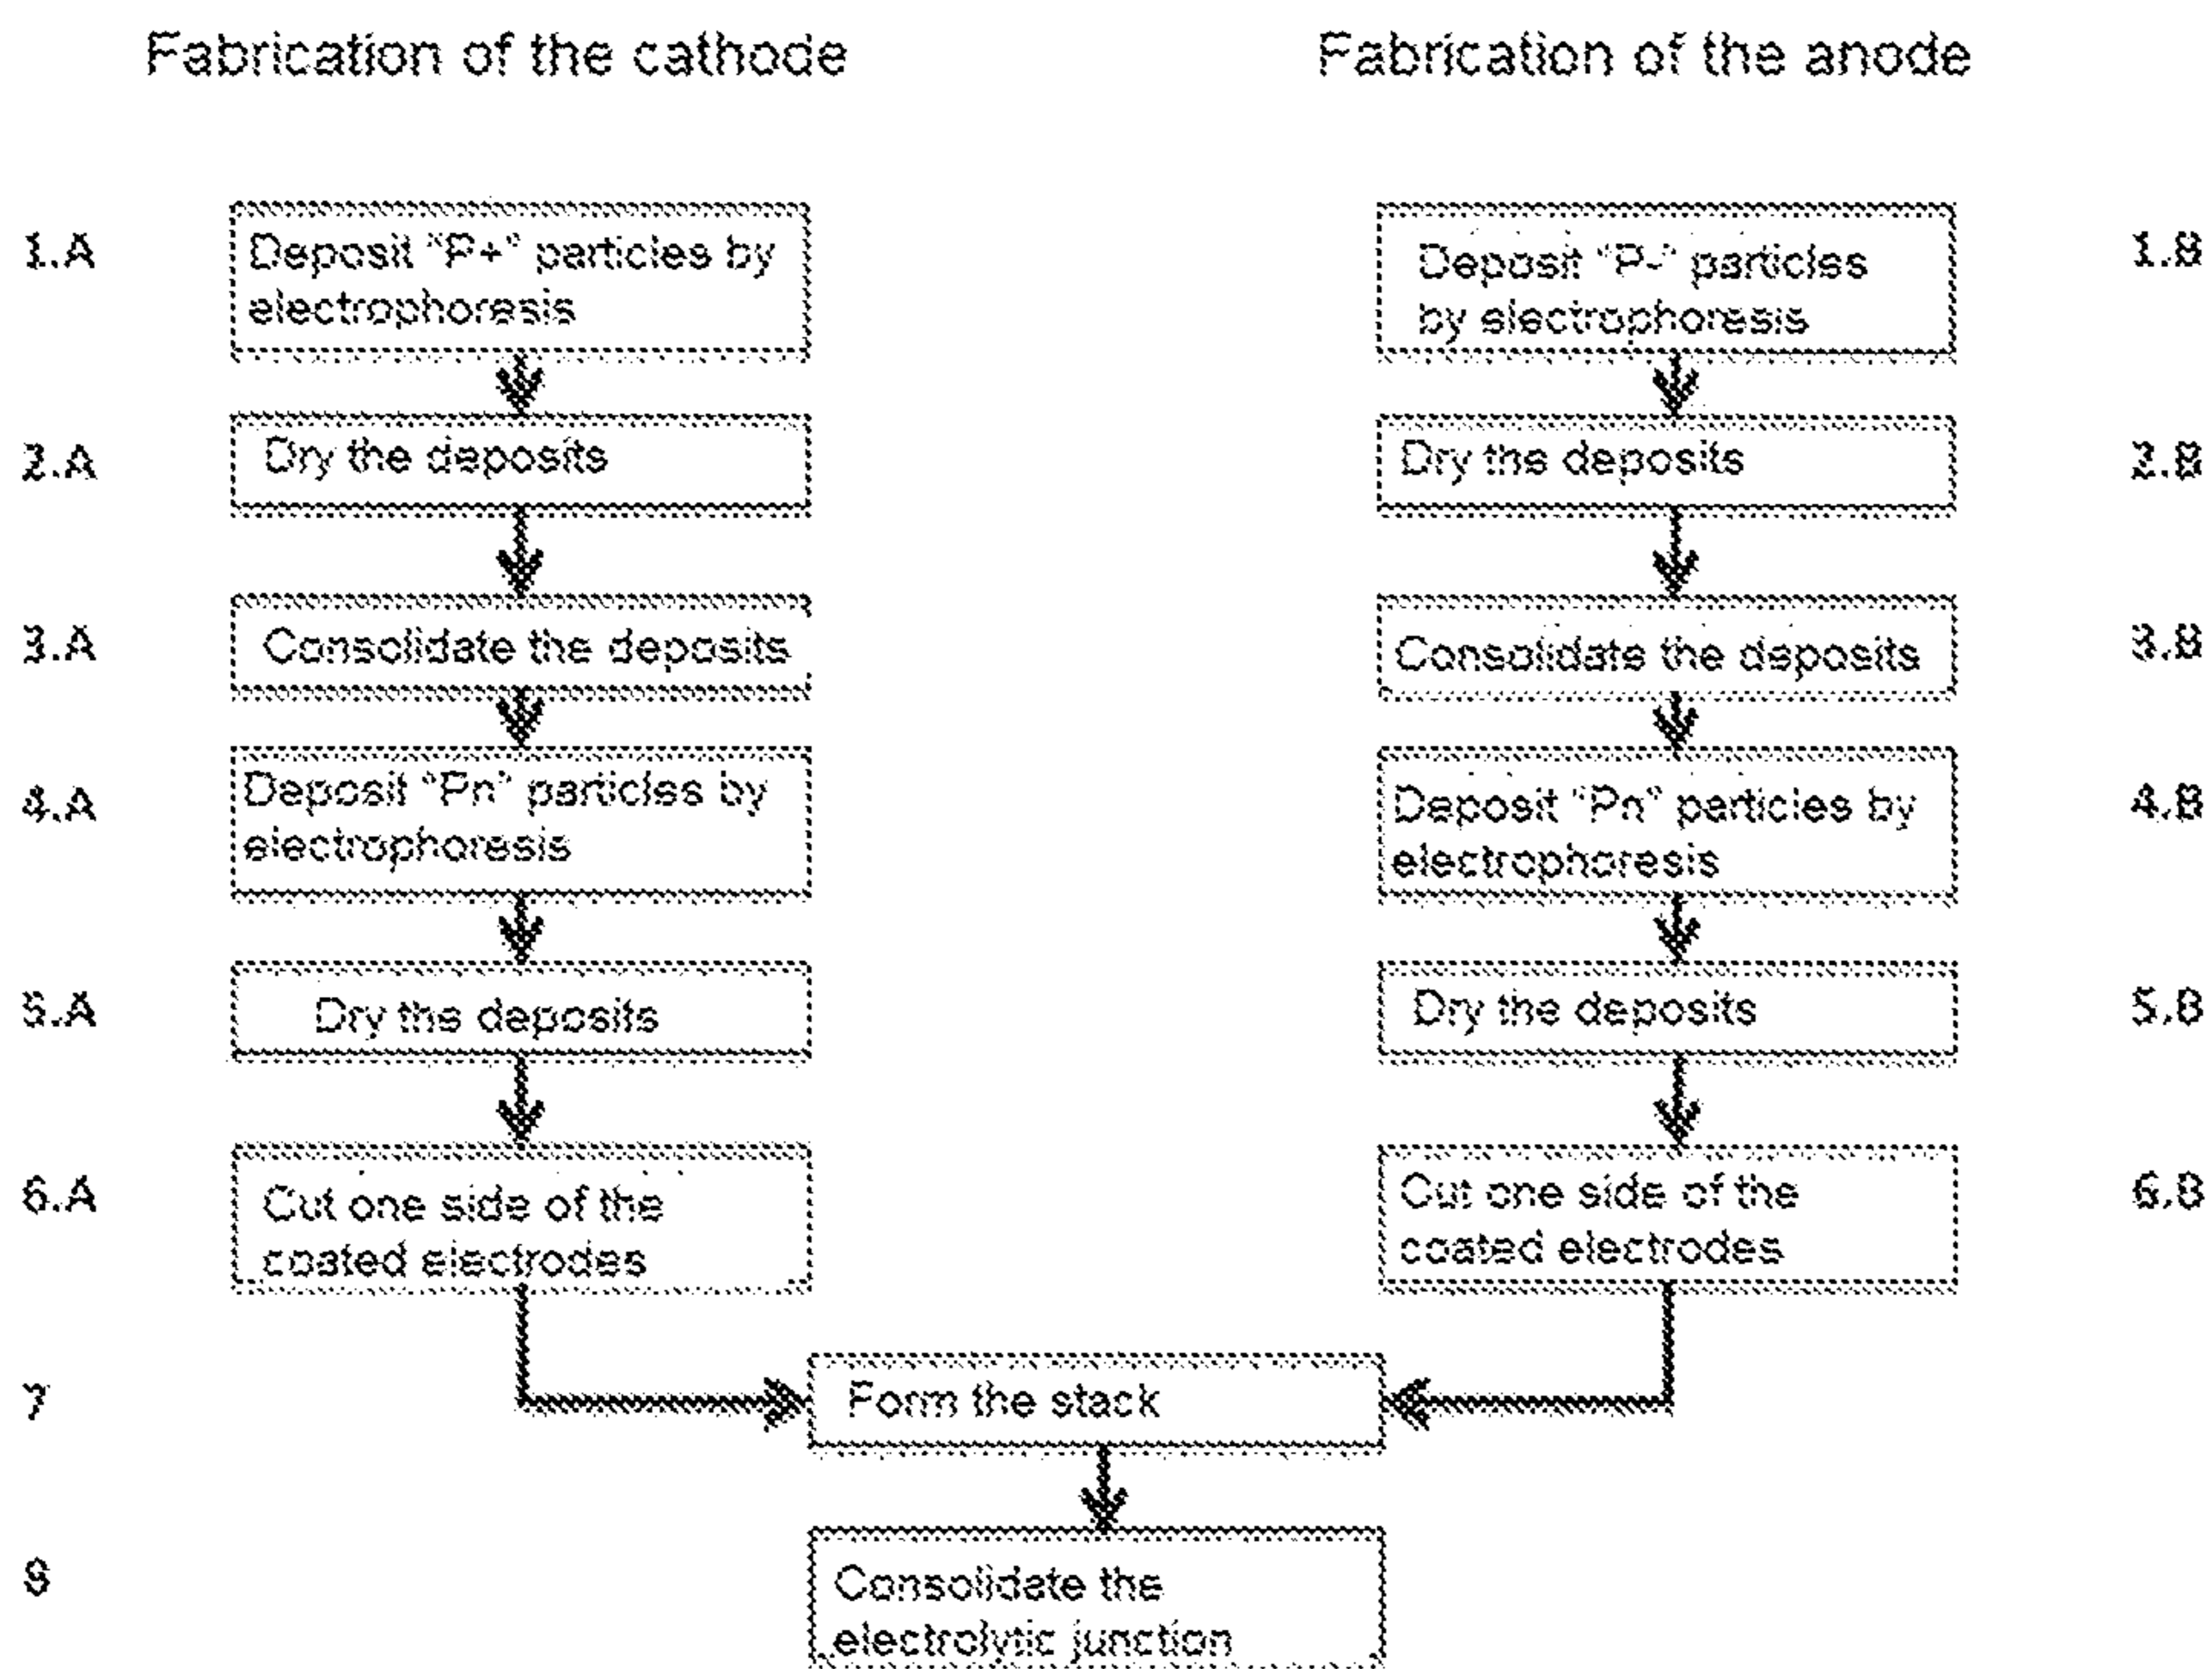 Fabrication of the cathode
Fabrication of the anode
1.A
Deposit "P+" particles by
electrophoresis
Deposit "P-" particles
by electrophoresis
1.B
2.A
Dry the deposits
Dry the deposits
2.B
3.A
Consolidate the deposits
Consolidate the deposits
3.B
4.A
Deposit "Pn" particles by
electrophoresis
Deposit "Pn" particles by
electrophoresis
4.B
5.A
Dry the deposits
Dry the deposits
5.B
6.A
Cut one side of the
coated electrodes
Cut one side of the
coated electrodes
6.B
7
Form the stack
8
Consolidate the
electrolytic junction